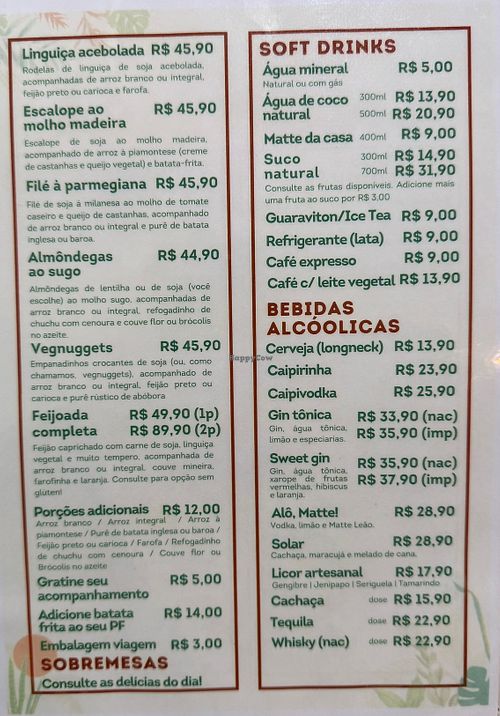 Linguiça acebolada R$ 45,90
Rodelas de linguiça de soja acebolada,
acompanhadas de arroz branco ou integral,
feijão preto ou carioca e farofa.
Escalope ao R$ 45,90
molho madeira
Escalope de soja ao molho madeira,
acompanhado de arroz à piamontese (creme
de castanhas e queijo vegetal) e batata-frita.
Filé à parmegiana R$ 45,90
Filé de soja à milanesa ao molho de tomate
caseiro e queijo de castanhas, acompanhado
de arroz branco ou integral e purê de batata
inglesa ou baroa.
Almôndegas R$ 44,90
ao sugo
Almôndegas de lentilha ou de soja (você
escolhe) ao molho sugo, acompanhadas de
arroz branco ou integral, refogadinho de
chuchu com cenoura e couve flor ou brócolis
no azeite.
Vegnuggets R$ 45,90
Empanadinhos crocantes de soja (ou, como
chamamos, vegnuggets), acompanhado de
arroz branco ou integral, feijão preto ou
carioca e purê rústico de abóbora
Feijoada R$ 49,90 (1p)
completa R$ 89,90 (2p)
Feijão caprichado com carne de soja, linguiça
vegetal e muito tempero, acompanhada de
arroz branco ou integral, couve mineira,
farofinha e laranja. Consulte para opção sem
glúten!
Porções adicionais R$ 12,00
Arroz branco / Arroz integral / Arroz à
piamontese / Purê de batata inglesa ou baroa /
Feijão preto ou carioca / Farofa / Refogadinho
de chuchu com cenoura / Couve flor ou
Brócolis no azeite
Gratine seu R$ 5,00
acompanhamento
Adicione batata R$ 14,00
frita ao seu PF
Embalagem viagem R$ 3,00
SOBREMESAS
Consulte as delícias do dia!
SOFT DRINKS
Água mineral R$ 5,00
Natural ou com gás
Água de coco 300ml R$ 13,90
natural 500ml R$ 20,90
Matte da casa 400ml R$ 9,00
Suco 300ml R$ 14,90
natural 700ml R$ 31,90
Consulte as frutas disponíveis. Adicione mais
uma fruta ao suco por R$ 3,00
Guaraviton/Ice Tea R$ 9,00
Refrigerante (lata) R$ 9,00
Café expresso R$ 9,00
Café c/ leite vegetal R$ 13,90
BEBIDAS
ALCÓOLICAS
Cerveja (longneck) R$ 13,90
Caipirinha R$ 23,90
Caipivodka R$ 25,90
Gin tônica R$ 33,90 (nac)
Gin, água tônica, R$ 35,90 (imp)
limão e especiarias.
Sweet gin R$ 35,90 (nac)
Gin, água tônica, R$ 37,90 (imp)
xarope de frutas
vermelhas, hibiscus
e laranja.
Alô, Matte! R$ 28,90
Vodka, limão e Matte Leão.
Solar R$ 28,90
Cachaça, maracujá e melado de cana.
Licor artesanal R$ 17,90
Gengibre | Jenipapo | Seriguela | Tamarindo
Cachaça dose R$ 15,90
Tequila dose R$ 22,90
Whisky (nac) dose R$ 22,90
HappyCow